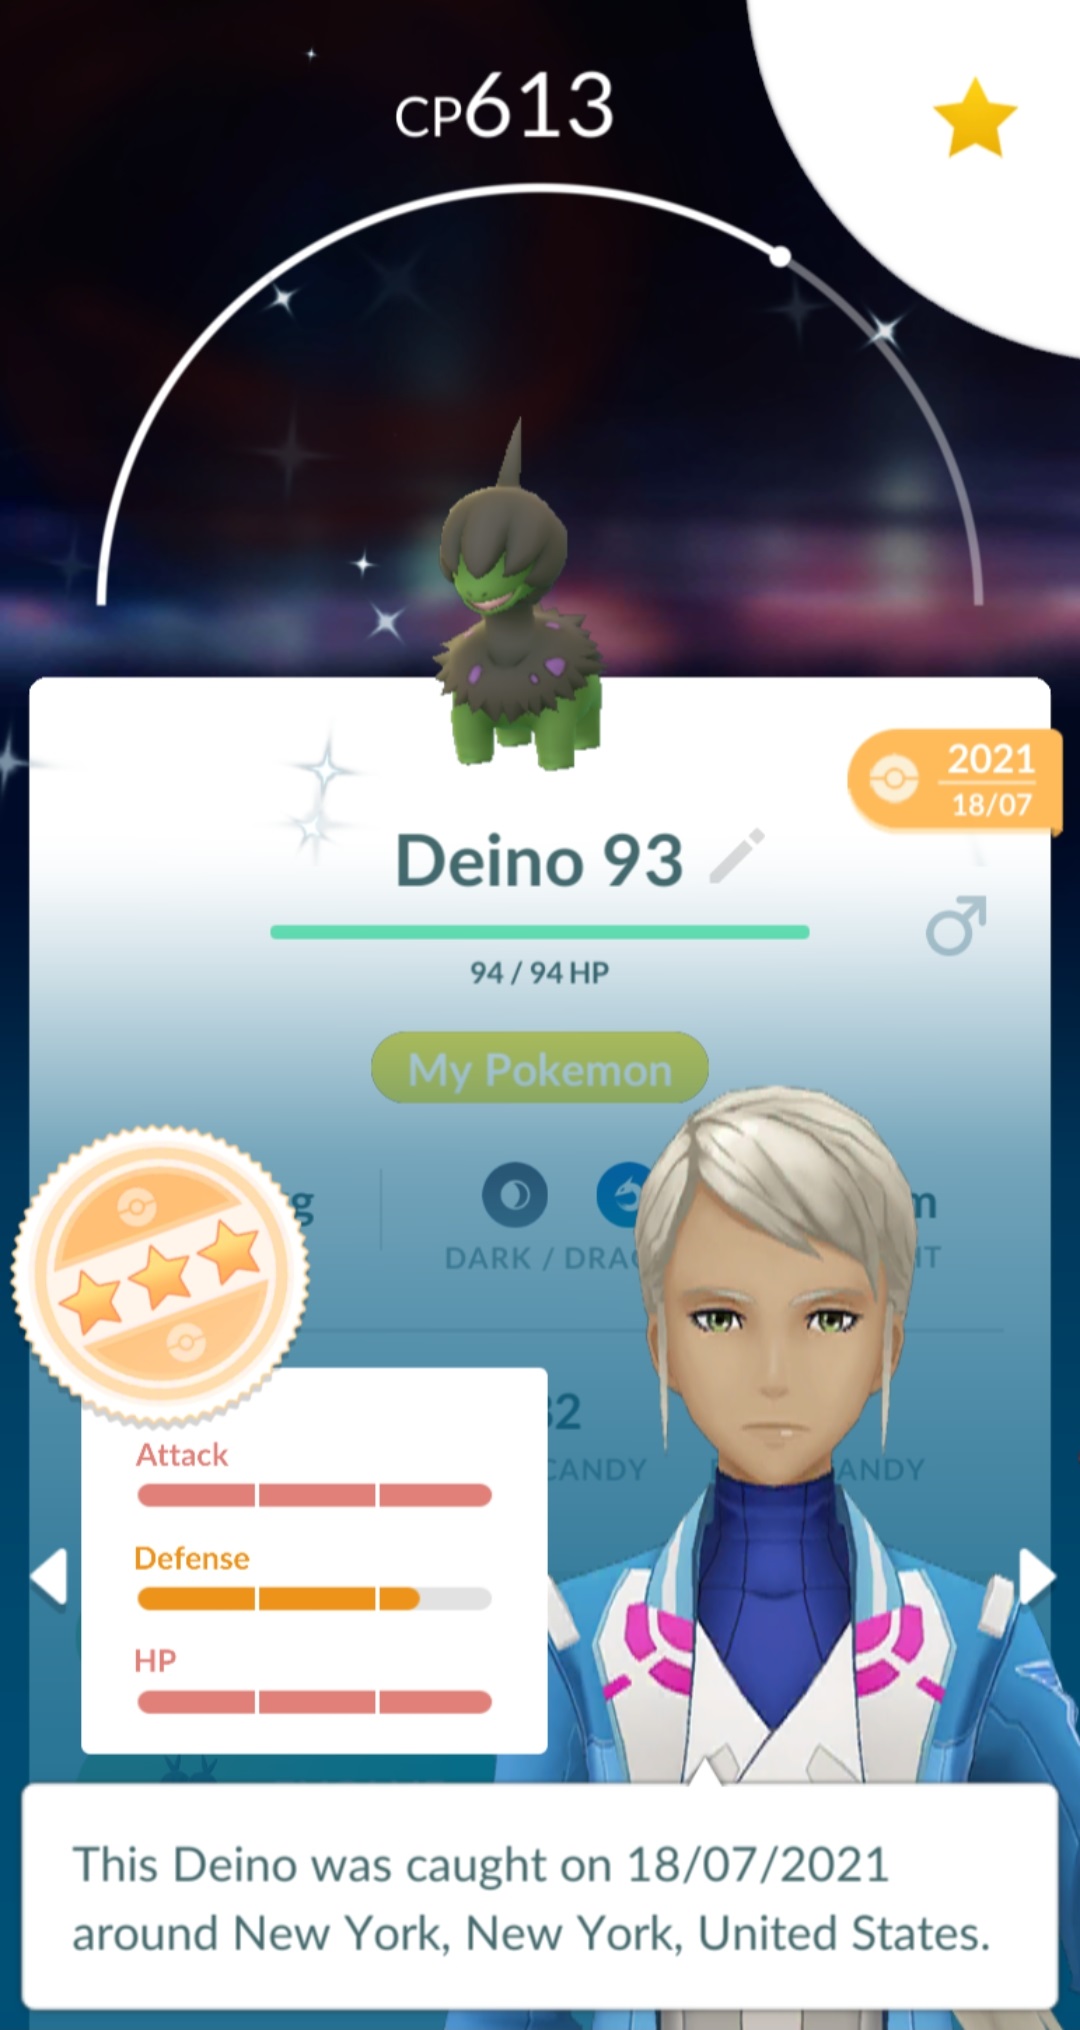 CP613
2021
18/07
Deino 93
94 / 94 HP
My Pokemon
DARK /
Attack
Defense
HP
This Deino was caught on 18/07/2021
around New York, New York, United States.